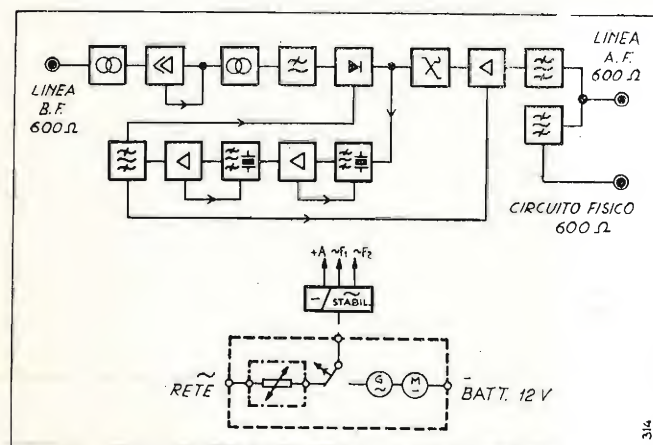 LINEA
B.F.
600 Ω
LINEA
A.F.
600 Ω
CIRCUITO FISICO
600 Ω
+A ~F1 ~F2
–/~ STABIL.
~
RETE
G
~
M
–
–
BATT. 12 V
314